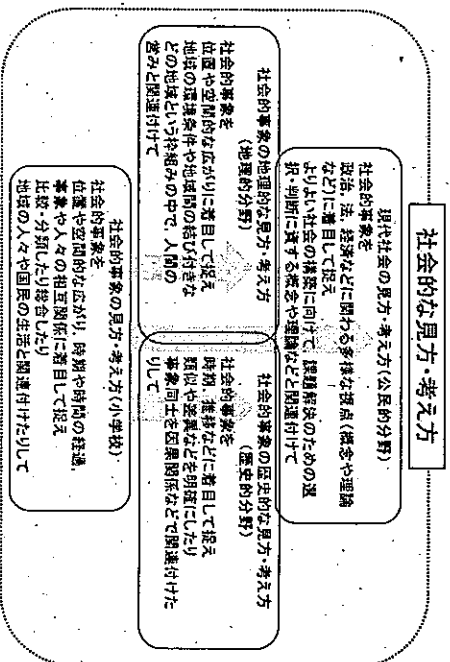 社会的な見方・考え方
現代社会の見方・考え方(公民的分野)
社会的事象を
政治、法、経済などに関わる多様な視点(概念や理論
など)に着目して捉え
よりよい社会の構築に向けて、課題解決のための選
択・判断に資する概念や理論などと関連付けて
社会的事象の地理的な見方・考え方
(地理的分野)
社会的事象を
位置や空間的な広がりに着目して捉え
地域の環境条件や地域間の結び付きな
どの地域という枠組みの中で、人間の
営みと関連付けて
社会的事象の歴史的な見方・考え方
(歴史的分野)
社会的事象を
時期、推移などに着目して捉え
類似や差異などを明確にしたり
事象同士を因果関係などで関連付けた
りして
社会的事象の見方・考え方(小学校)
社会的事象を
位置や空間的な広がり、時期や時間の経過、
事象や人々の相互関係に着目して捉え
比較・分類したり総合したり
地域の人々や国民の生活と関連付けたりして